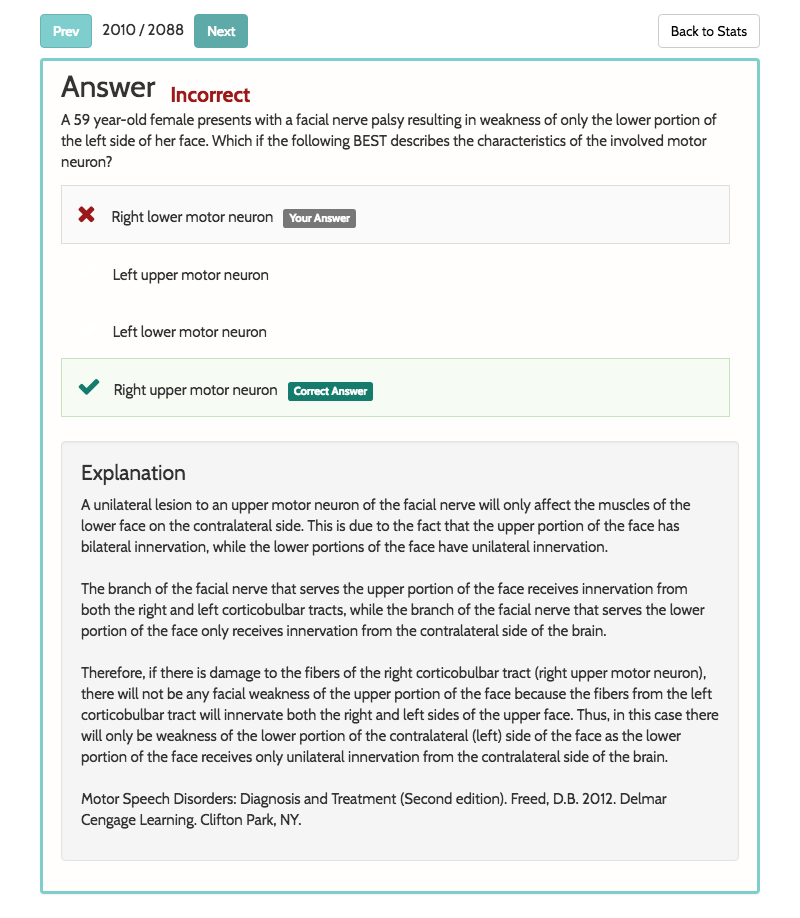 Prev 2010 / 2088 Next Back to Stats
Answer Incorrect
A 59 year-old female presents with a facial nerve palsy resulting in weakness of only the lower portion of
the left side of her face. Which if the following BEST describes the characteristics of the involved motor
neuron?
Right lower motor neuron Your Answer
Left upper motor neuron
Left lower motor neuron
Right upper motor neuron Correct Answer
Explanation
A unilateral lesion to an upper motor neuron of the facial nerve will only affect the muscles of the
lower face on the contralateral side. This is due to the fact that the upper portion of the face has
bilateral innervation, while the lower portions of the face have unilateral innervation.
The branch of the facial nerve that serves the upper portion of the face receives innervation from
both the right and left corticobulbar tracts, while the branch of the facial nerve that serves the lower
portion of the face only receives innervation from the contralateral side of the brain.
Therefore, if there is damage to the fibers of the right corticobulbar tract (right upper motor neuron),
there will not be any facial weakness of the upper portion of the face because the fibers from the left
corticobulbar tract will innervate both the right and left sides of the upper face. Thus, in this case there
will only be weakness of the lower portion of the contralateral (left) side of the face as the lower
portion of the face receives only unilateral innervation from the contralateral side of the brain.
Motor Speech Disorders: Diagnosis and Treatment (Second edition). Freed, D.B. 2012. Delmar
Cengage Learning. Clifton Park, NY.